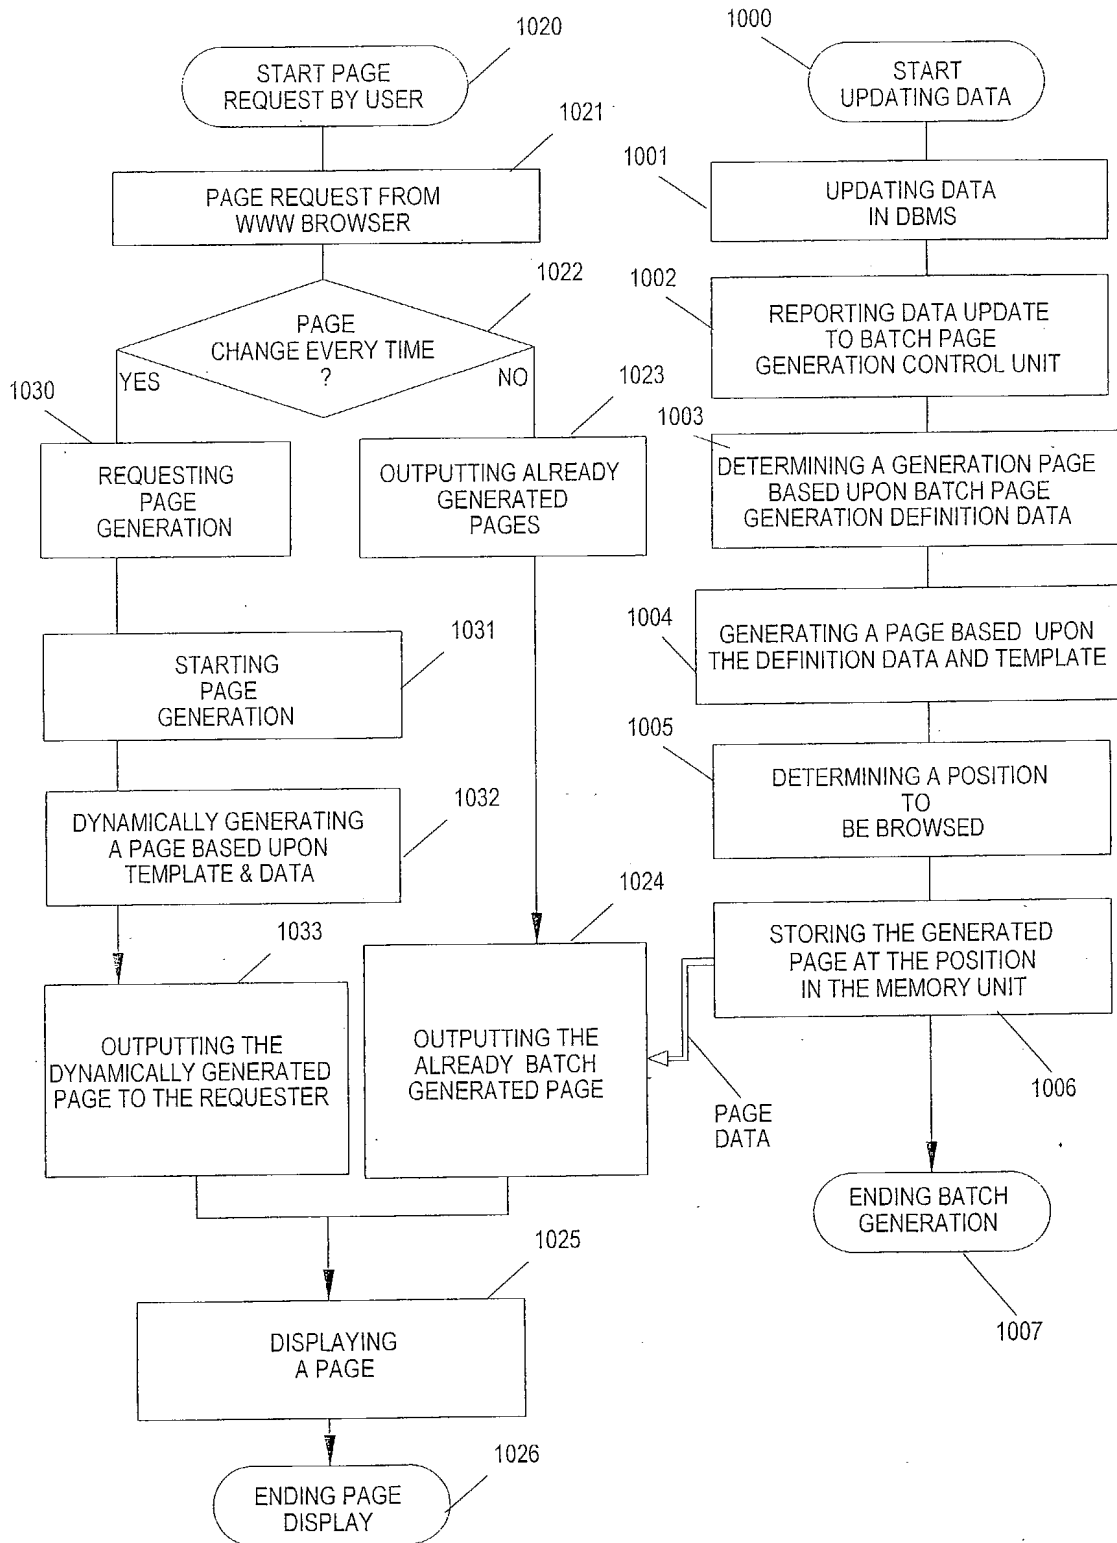 1020
START PAGE
REQUEST BY USER
1021
PAGE REQUEST FROM
WWW BROWSER
1022
PAGE
CHANGE EVERY TIME
?
YES
NO
1030
REQUESTING
PAGE
GENERATION
1023
OUTPUTTING ALREADY
GENERATED
PAGES
1031
STARTING
PAGE
GENERATION
1032
DYNAMICALLY GENERATING
A PAGE BASED UPON
TEMPLATE & DATA
1033
OUTPUTTING THE
DYNAMICALLY GENERATED
PAGE TO THE REQUESTER
1024
OUTPUTTING THE
ALREADY BATCH
GENERATED PAGE
1025
DISPLAYING
A PAGE
1026
ENDING PAGE
DISPLAY
1000
START
UPDATING DATA
1001
UPDATING DATA
IN DBMS
1002
REPORTING DATA UPDATE
TO BATCH PAGE
GENERATION CONTROL UNIT
1003
DETERMINING A GENERATION PAGE
BASED UPON BATCH PAGE
GENERATION DEFINITION DATA
1004
GENERATING A PAGE BASED UPON
THE DEFINITION DATA AND TEMPLATE
1005
DETERMINING A POSITION
TO
BE BROWSED
STORING THE GENERATED
PAGE AT THE POSITION
IN THE MEMORY UNIT
1006
PAGE
DATA
ENDING BATCH
GENERATION
1007